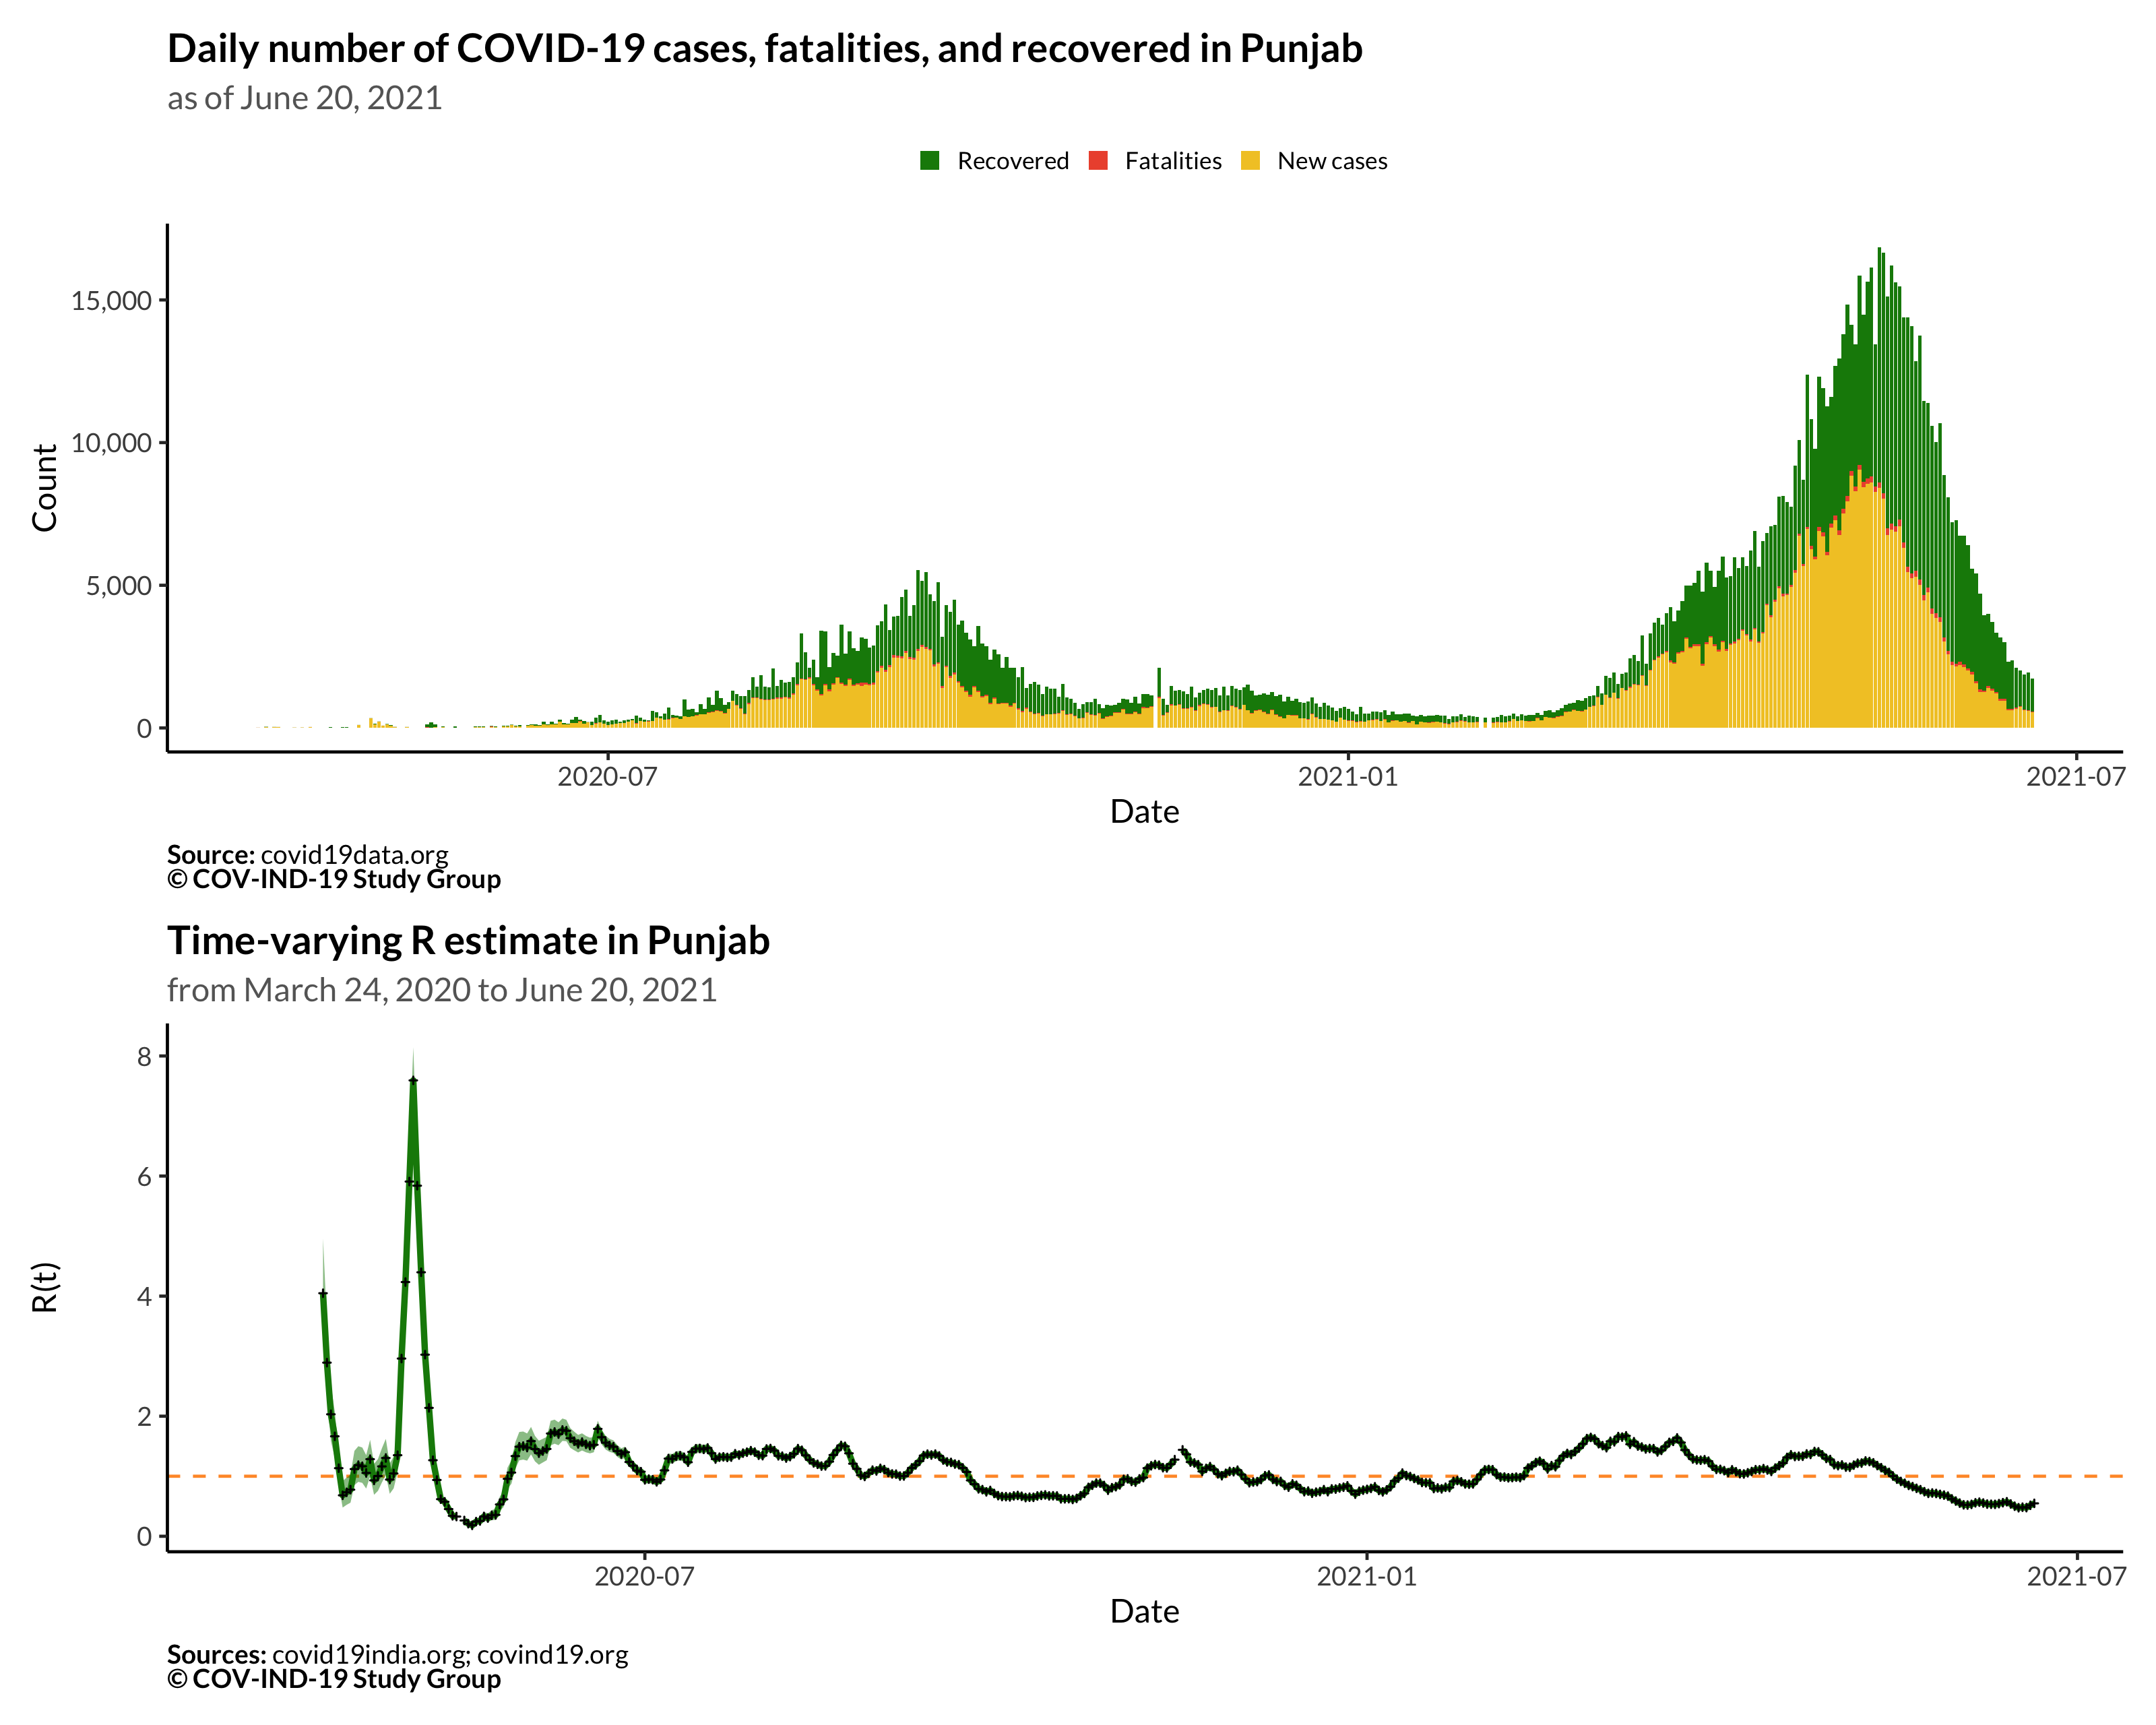 Daily number of COVID-19 cases, fatalities, and recovered in Punjab
as of June 20, 2021
Recovered Fatalities New cases
15,000
10,000
5,000
0
Count
2020-07 2021-01 2021-07
Date
Source: covid19data.org
© COV-IND-19 Study Group
Time-varying R estimate in Punjab
from March 24, 2020 to June 20, 2021
8
6
4
2
0
R(t)
2020-07 2021-01 2021-07
Date
Sources: covid19india.org; covind19.org
© COV-IND-19 Study Group